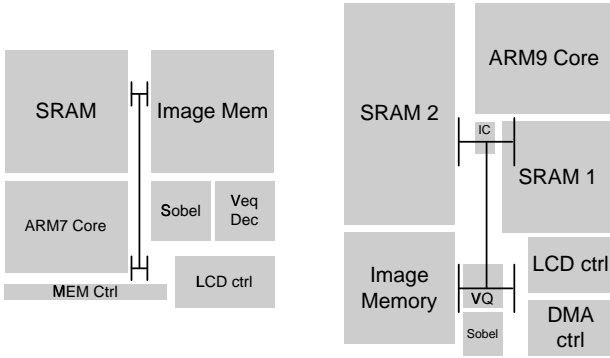 SRAM
Image Mem
ARM7 Core
Sobel
Veq
Dec
MEM Ctrl
LCD ctrl
ARM9 Core
SRAM 2
IC
SRAM 1
Image
Memory
VQ
LCD ctrl
Sobel
DMA
ctrl